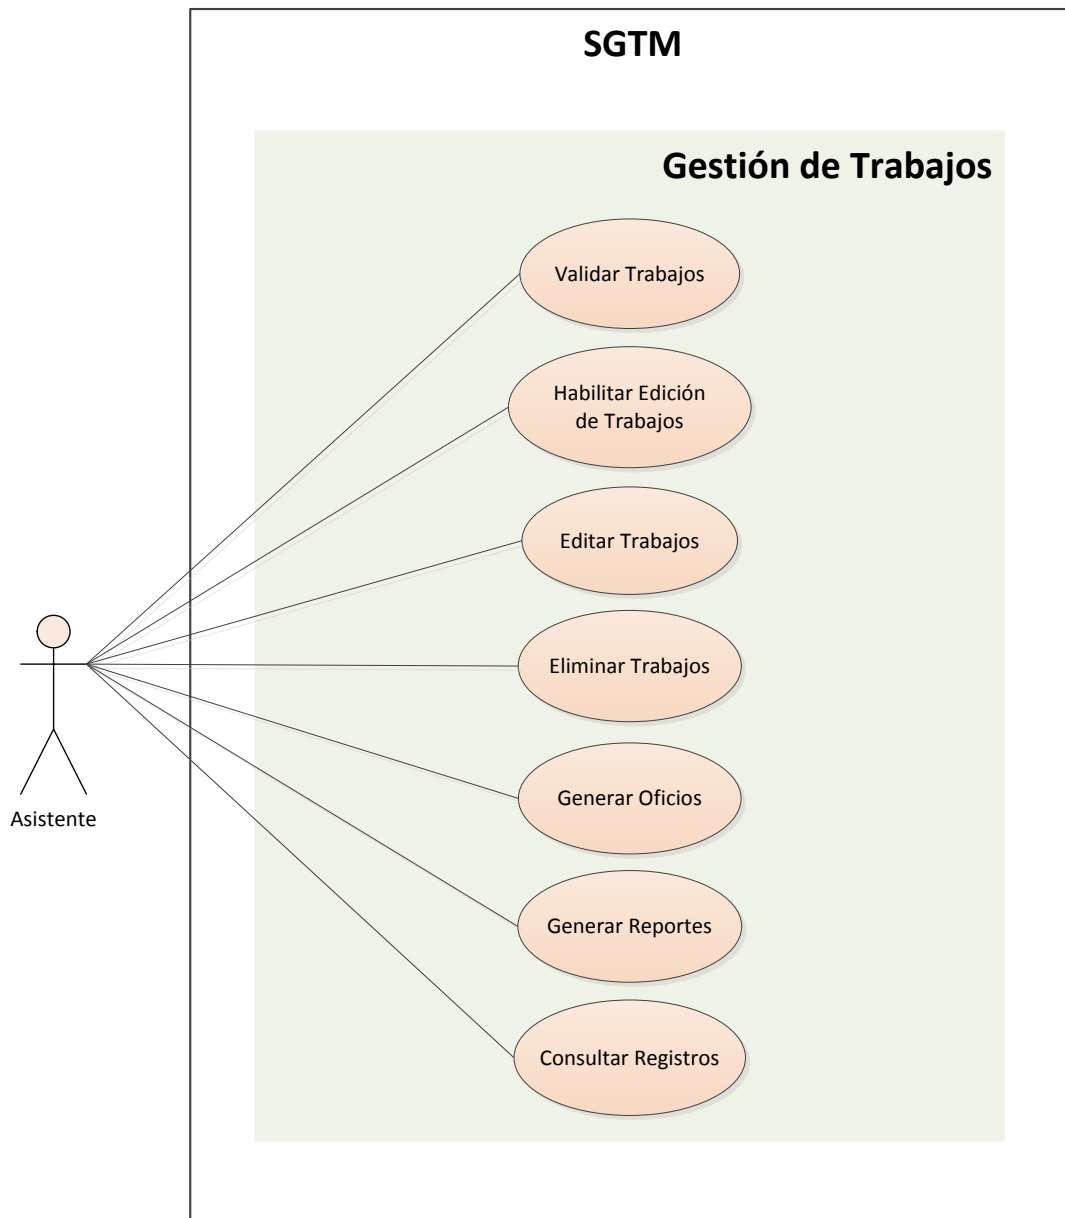 SGTM
Gestión de Trabajos
Validar Trabajos
Habilitar Edición
de Trabajos
Editar Trabajos
Eliminar Trabajos
Generar Oficios
Generar Reportes
Consultar Registros
Asistente